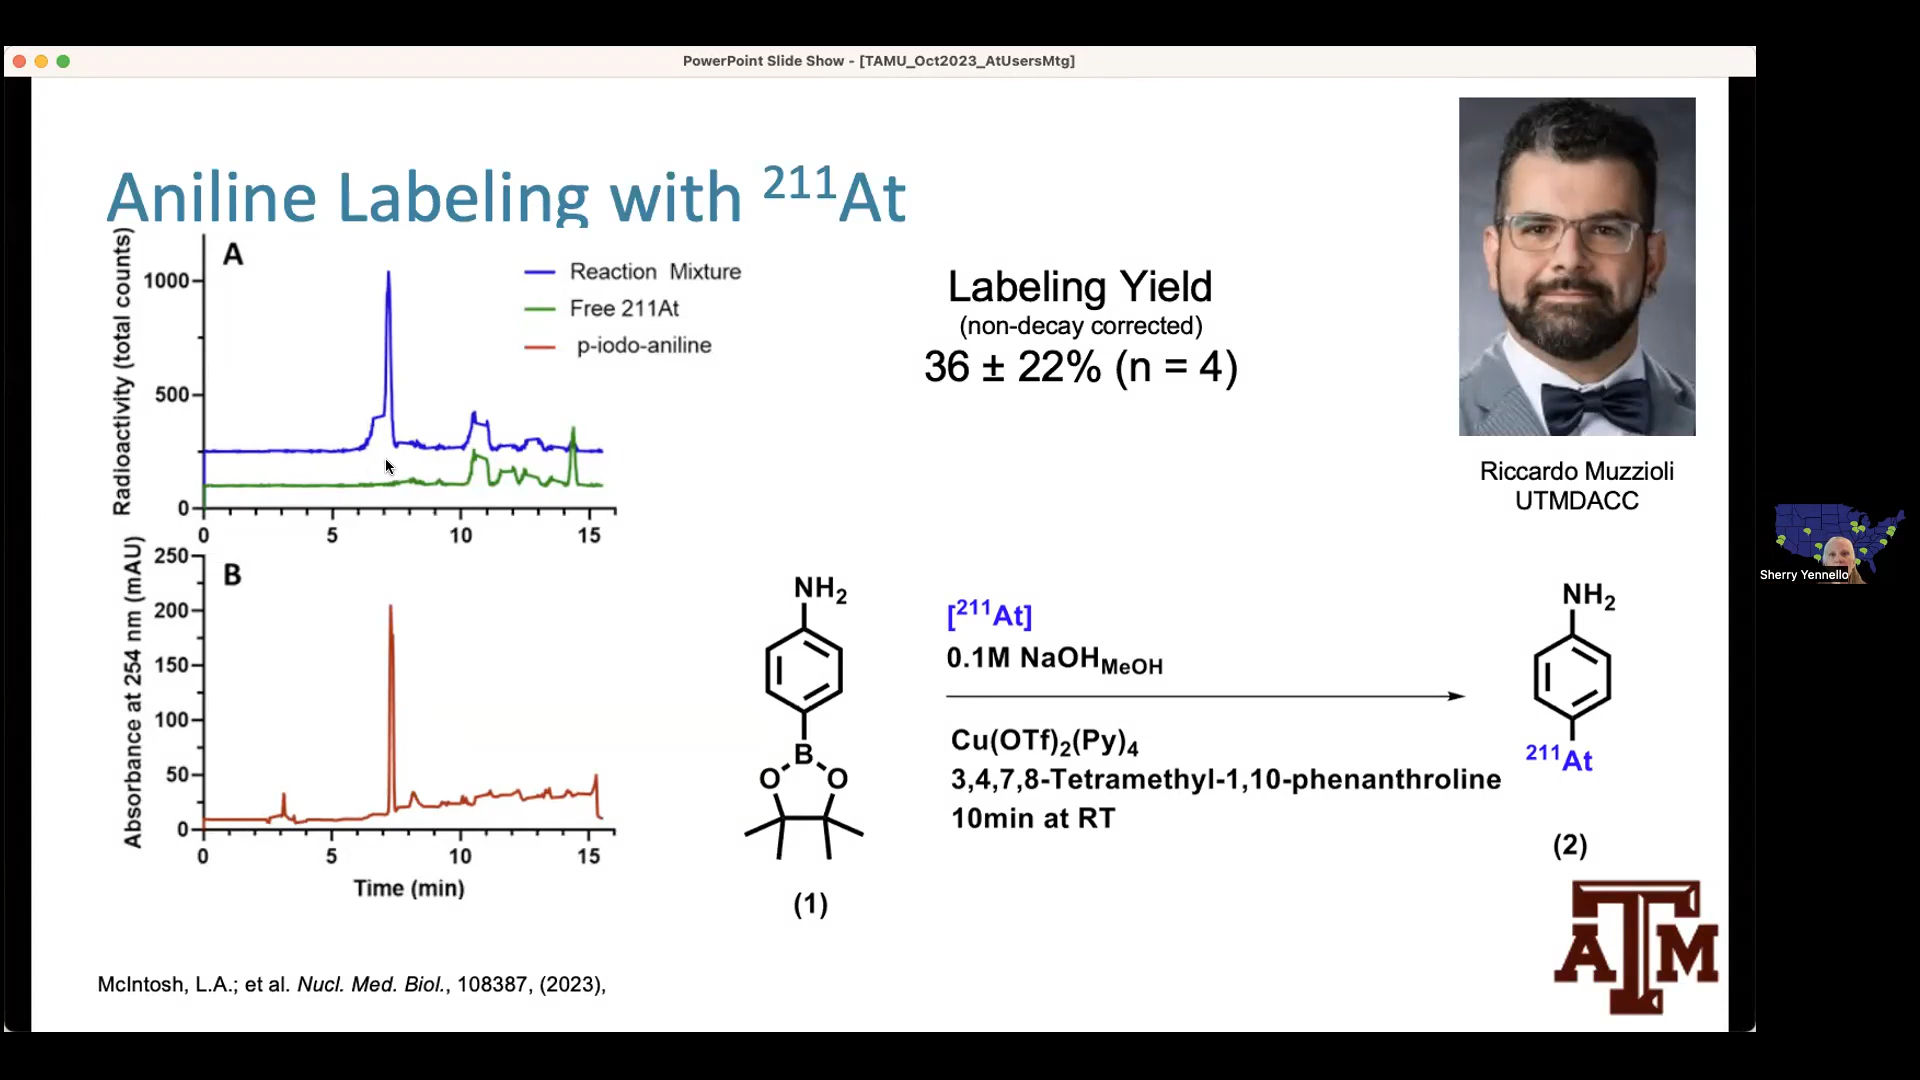 PowerPoint Slide Show - [TAMU_Oct2023_AtUsersMtg]
Aniline Labeling with ²¹¹At
A
Radioactivity (total counts)
1000
500
0
0 5 10 15
Reaction Mixture
Free 211At
p-iodo-aniline
B
Absorbance at 254 nm (mAU)
250
200
150
100
50
0
0 5 10 15
Time (min)
Labeling Yield
(non-decay corrected)
36 ± 22% (n = 4)
Riccardo Muzzioli
UTMDACC
Sherry Yennello
NH₂
B
O O
(1)
[²¹¹At]
0.1M NaOH_MeOH
Cu(OTf)₂(Py)₄
3,4,7,8-Tetramethyl-1,10-phenanthroline
10min at RT
NH₂
²¹¹At
(2)
McIntosh, L.A.; et al. Nucl. Med. Biol., 108387, (2023),
ATM